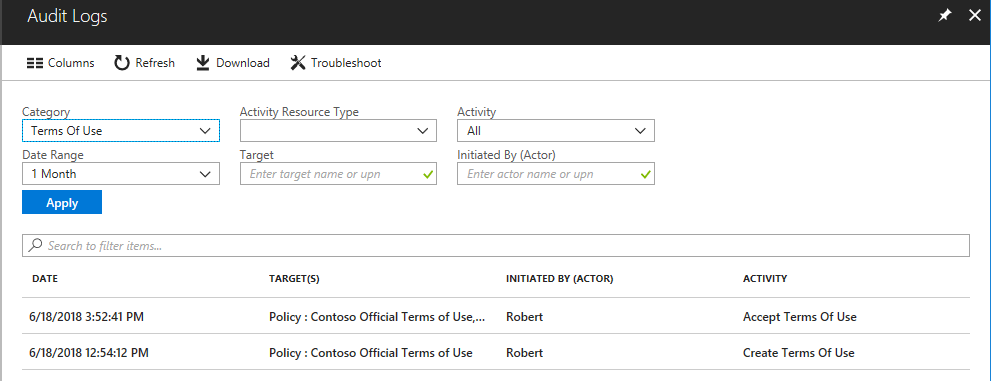 Audit Logs
Columns Refresh Download Troubleshoot
Category Activity Resource Type Activity
Terms Of Use All
Date Range Target Initiated By (Actor)
1 Month Enter target name or upn Enter actor name or upn
Apply
Search to filter items...
DATE TARGET(S) INITIATED BY (ACTOR) ACTIVITY
6/18/2018 3:52:41 PM Policy : Contoso Official Terms of Use,... Robert Accept Terms Of Use
6/18/2018 12:54:12 PM Policy : Contoso Official Terms of Use Robert Create Terms Of Use